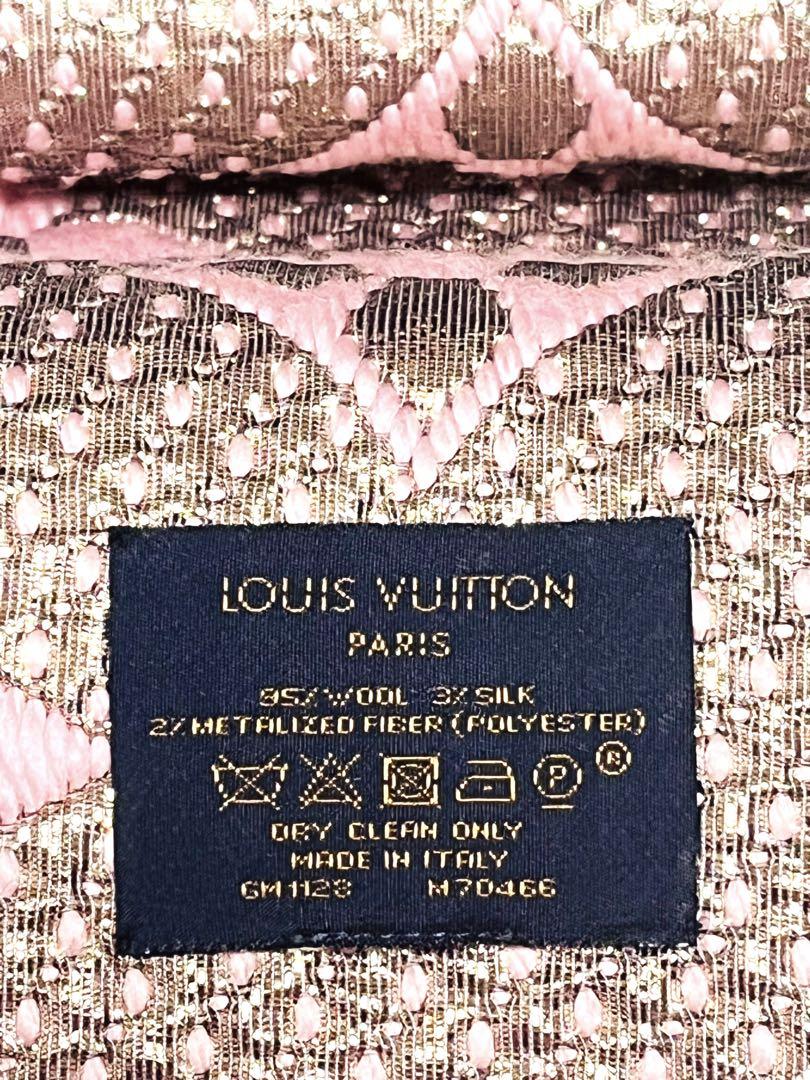 LOUIS VUITTON
PARIS
95% WOOL 3% SILK
2% METALIZED FIBER (POLYESTER)
P
R
DRY CLEAN ONLY
MADE IN ITALY
GM1128 M70466